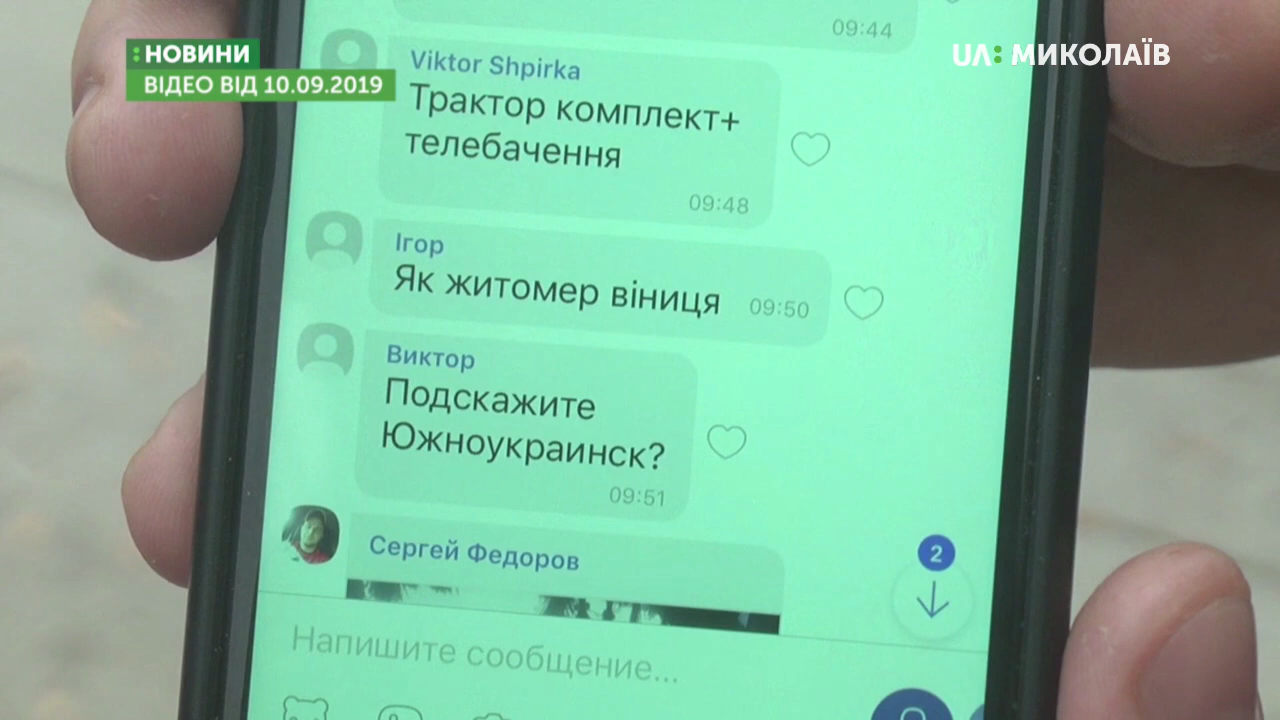 09:44
НОВИНИ
UA: МИКОЛАЇВ
ВІДЕО ВІД 10.09.2019
Viktor Shpirka
Трактор комплект+
телебачення
09:48
Ігор
Як житомер віниця 09:50
Виктор
Подскажите
Южноукраинск?
09:51
Сергей Федоров
2
Напишите сообщение...